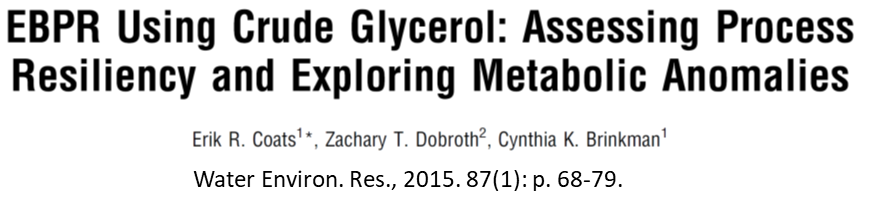 EBPR Using Crude Glycerol: Assessing Process
Resiliency and Exploring Metabolic Anomalies
Erik R. Coats¹*, Zachary T. Dobroth², Cynthia K. Brinkman¹
Water Environ. Res., 2015. 87(1): p. 68-79.